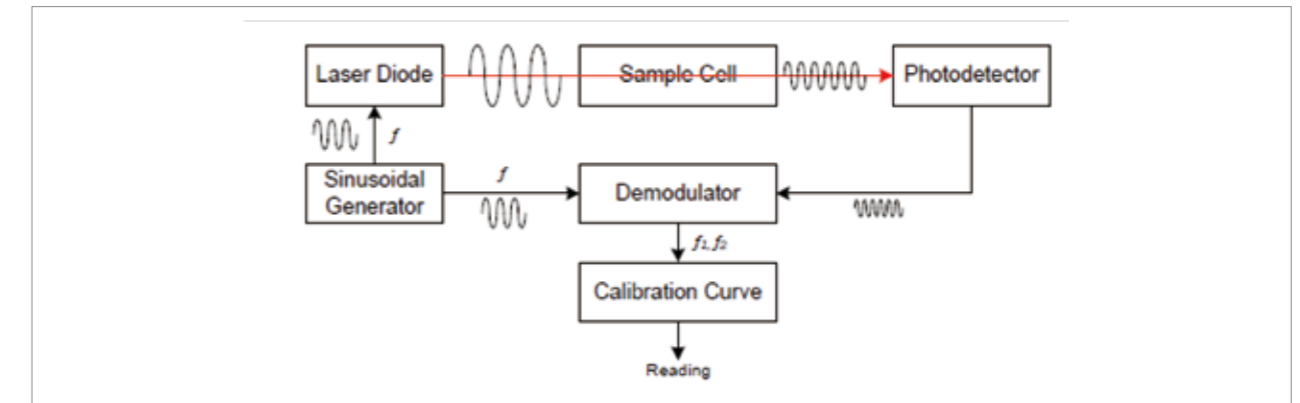 Laser Diode
Sample Cell
Photodetector
f
Sinusoidal
Generator
f
Demodulator
f1,f2
Calibration Curve
Reading